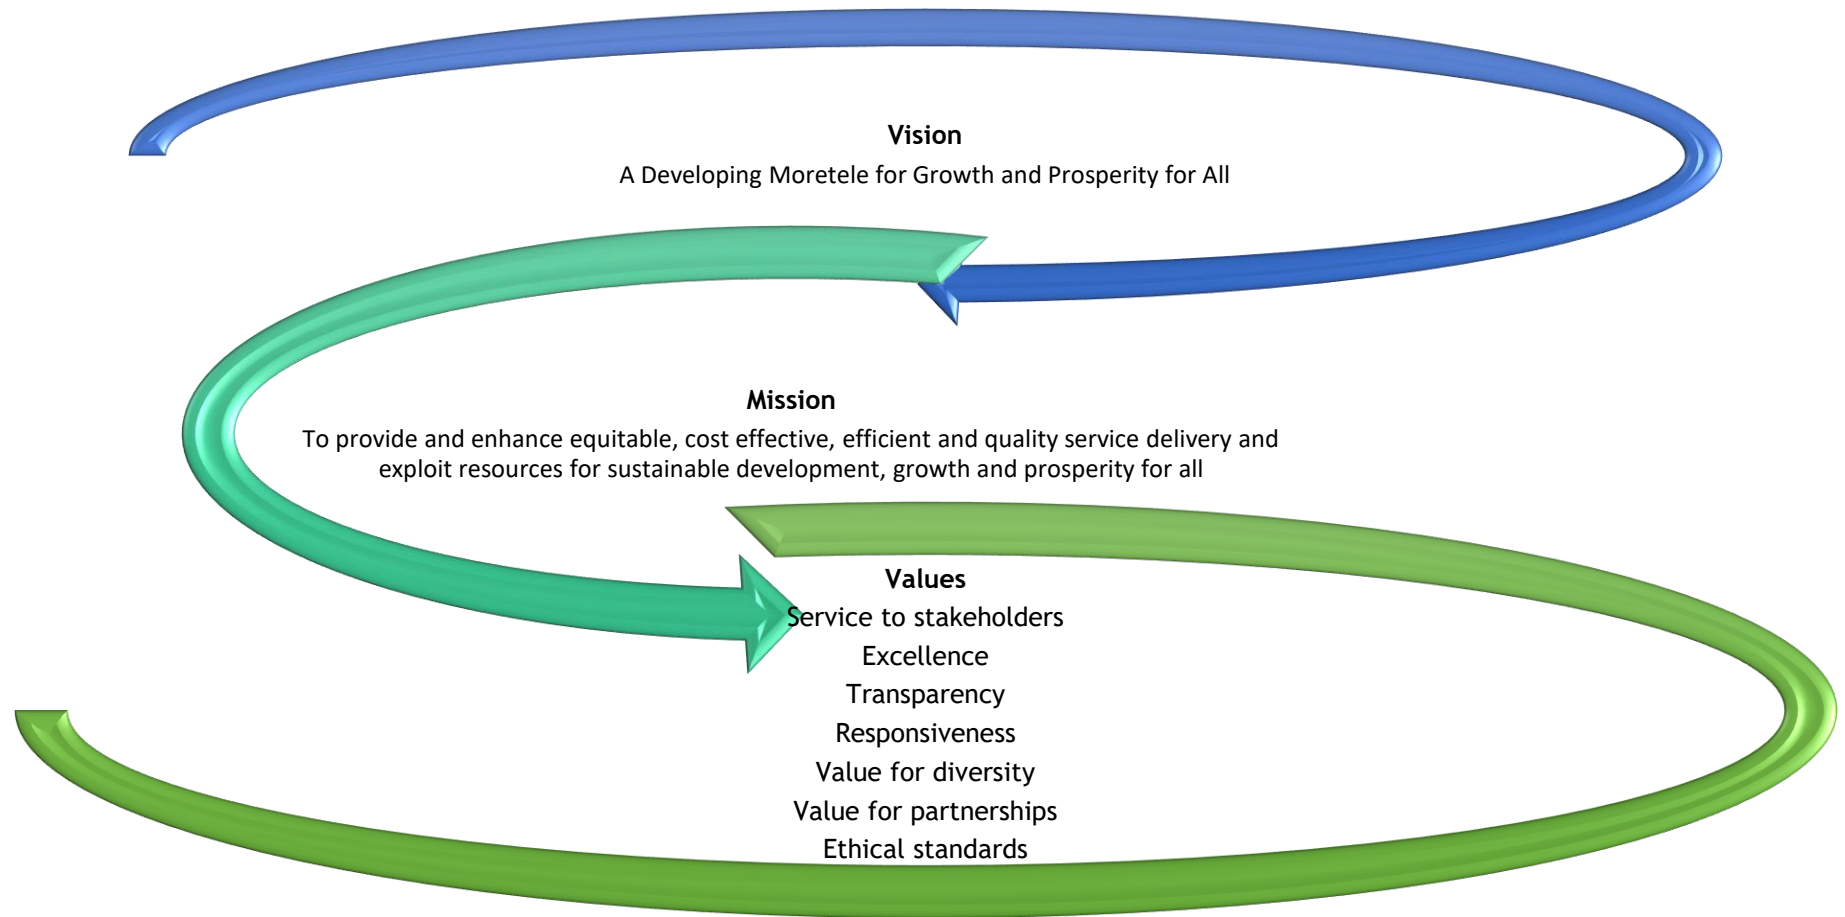 Vision
A Developing Moretele for Growth and Prosperity for All
Mission
To provide and enhance equitable, cost effective, efficient and quality service delivery and
exploit resources for sustainable development, growth and prosperity for all
Values
Service to stakeholders
Excellence
Transparency
Responsiveness
Value for diversity
Value for partnerships
Ethical standards